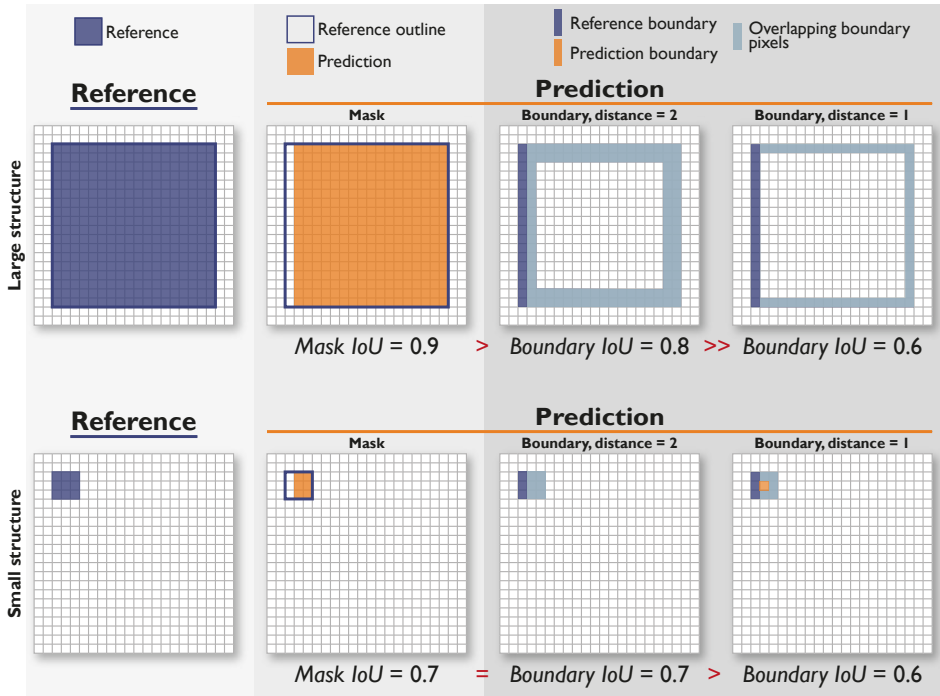 Reference
Reference outline
Prediction
Reference boundary
Prediction boundary
Overlapping boundary
pixels
Reference
Prediction
Mask
Boundary, distance = 2
Boundary, distance = 1
Large structure
Mask IoU = 0.9 > Boundary IoU = 0.8 >> Boundary IoU = 0.6
Reference
Prediction
Mask
Boundary, distance = 2
Boundary, distance = 1
Small structure
Mask IoU = 0.7 = Boundary IoU = 0.7 > Boundary IoU = 0.6